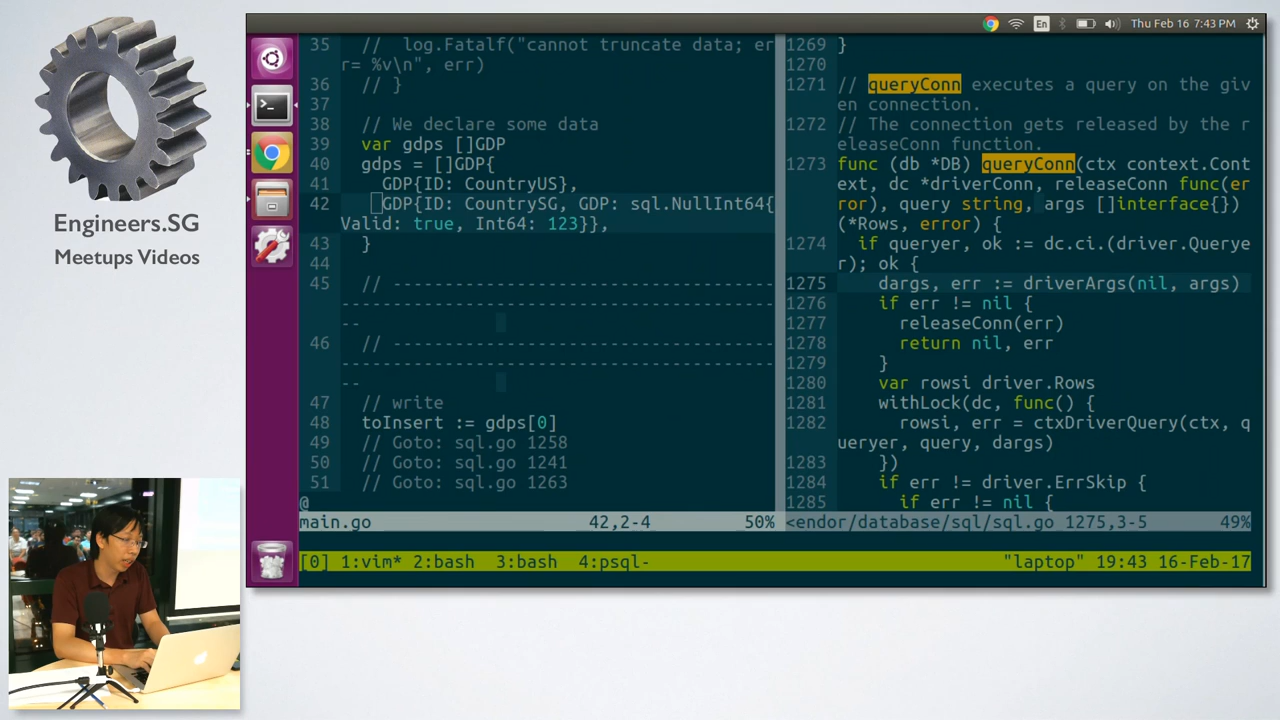 Engineers.SG
Meetups Videos
En
Thu Feb 16 7:43 PM
35 // log.Fatalf("cannot truncate data; er
r= %v\n", err)
36 // }
37
38 // We declare some data
39 var gdps []GDP
40 gdps = []GDP{
41 GDP{ID: CountryUS},
42 GDP{ID: CountrySG, GDP: sql.NullInt64{
Valid: true, Int64: 123}},
43 }
44
45 // -------------------------------------
------------------------------------------
--
46 // -------------------------------------
------------------------------------------
--
47 // write
48 toInsert := gdps[0]
49 // Goto: sql.go 1258
50 // Goto: sql.go 1241
51 // Goto: sql.go 1263
@
main.go 42,2-4 50%
1269 }
1270
1271 // queryConn executes a query on the giv
en connection.
1272 // The connection gets released by the r
eleaseConn function.
1273 func (db *DB) queryConn(ctx context.Cont
ext, dc *driverConn, releaseConn func(er
ror), query string, args []interface{})
(*Rows, error) {
1274 if queryer, ok := dc.ci.(driver.Querye
r); ok {
1275 dargs, err := driverArgs(nil, args)
1276 if err != nil {
1277 releaseConn(err)
1278 return nil, err
1279 }
1280 var rowsi driver.Rows
1281 withLock(dc, func() {
1282 rowsi, err = ctxDriverQuery(ctx, q
ueryer, query, dargs)
1283 })
1284 if err != driver.ErrSkip {
1285 if err != nil {
<endor/database/sql/sql.go 1275,3-5 49%
[0] 1:vim* 2:bash 3:bash 4:psql- "laptop" 19:43 16-Feb-17